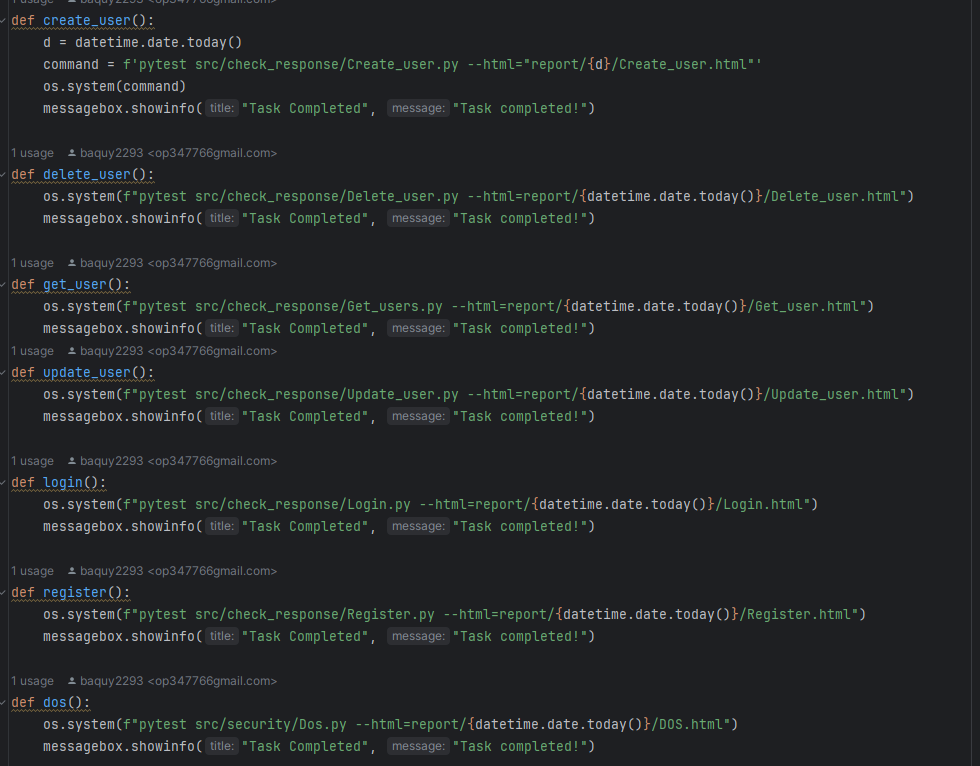 1 usage baquy2293 <op347766gmail.com>
def create_user():
d = datetime.date.today()
command = f'pytest src/check_response/Create_user.py --html="report/{d}/Create_user.html"'
os.system(command)
messagebox.showinfo( title: "Task Completed", message: "Task completed!")
1 usage baquy2293 <op347766gmail.com>
def delete_user():
os.system(f"pytest src/check_response/Delete_user.py --html=report/{datetime.date.today()}/Delete_user.html")
messagebox.showinfo( title: "Task Completed", message: "Task completed!")
1 usage baquy2293 <op347766gmail.com>
def get_user():
os.system(f"pytest src/check_response/Get_users.py --html=report/{datetime.date.today()}/Get_user.html")
messagebox.showinfo( title: "Task Completed", message: "Task completed!")
1 usage baquy2293 <op347766gmail.com>
def update_user():
os.system(f"pytest src/check_response/Update_user.py --html=report/{datetime.date.today()}/Update_user.html")
messagebox.showinfo( title: "Task Completed", message: "Task completed!")
1 usage baquy2293 <op347766gmail.com>
def login():
os.system(f"pytest src/check_response/Login.py --html=report/{datetime.date.today()}/Login.html")
messagebox.showinfo( title: "Task Completed", message: "Task completed!")
1 usage baquy2293 <op347766gmail.com>
def register():
os.system(f"pytest src/check_response/Register.py --html=report/{datetime.date.today()}/Register.html")
messagebox.showinfo( title: "Task Completed", message: "Task completed!")
1 usage baquy2293 <op347766gmail.com>
def dos():
os.system(f"pytest src/security/Dos.py --html=report/{datetime.date.today()}/DOS.html")
messagebox.showinfo( title: "Task Completed", message: "Task completed!")